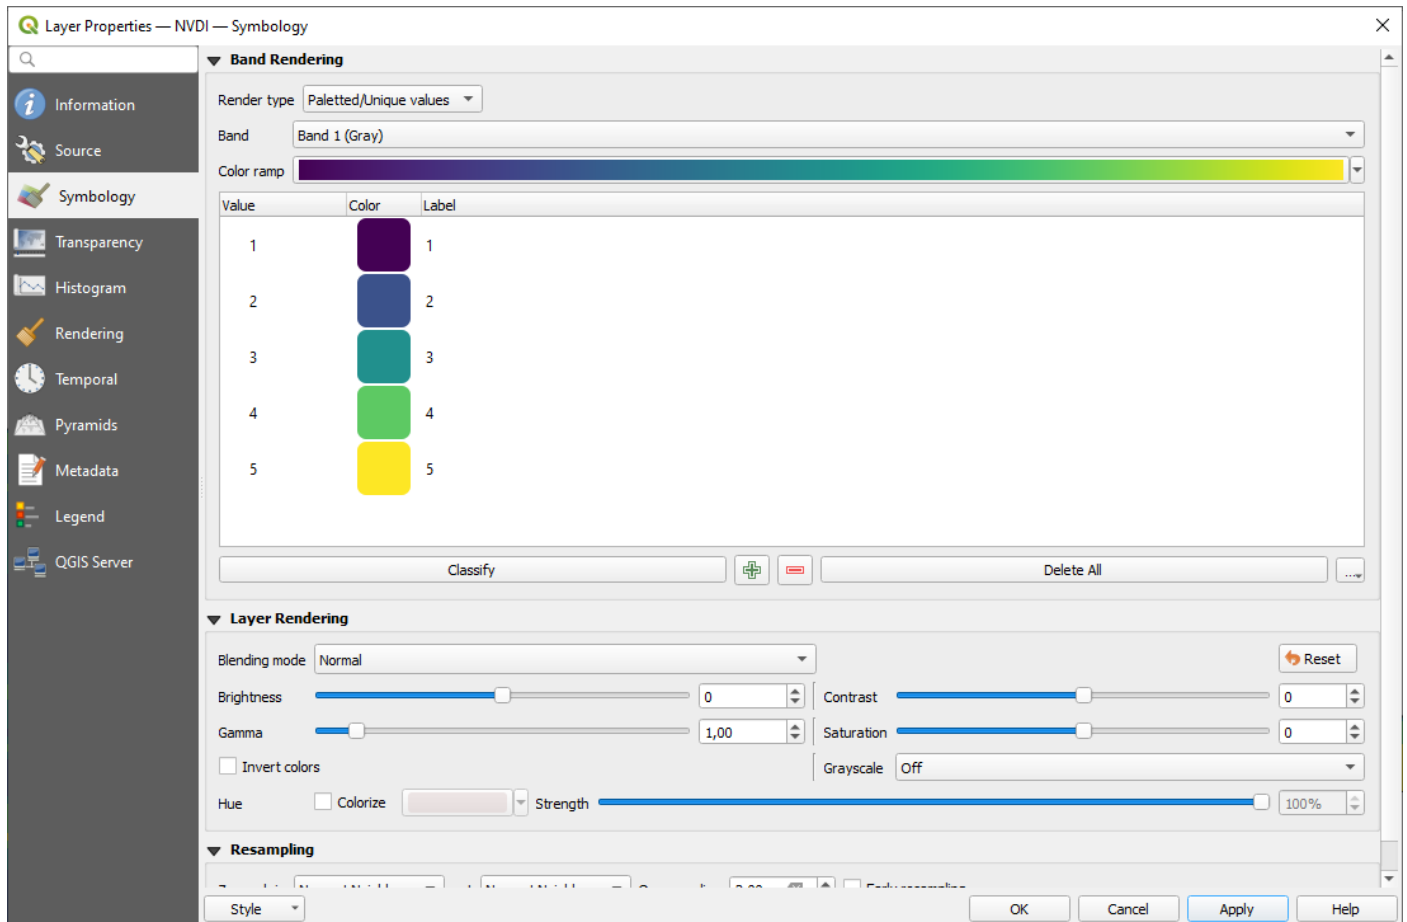 Layer Properties — NVDI — Symbology
Information
Source
Symbology
Transparency
Histogram
Rendering
Temporal
Pyramids
Metadata
Legend
QGIS Server
Band Rendering
Render type Paletted/Unique values
Band Band 1 (Gray)
Color ramp
Value Color Label
1 1
2 2
3 3
4 4
5 5
Classify Delete All ...
Layer Rendering
Blending mode Normal Reset
Brightness 0 Contrast 0
Gamma 1,00 Saturation 0
Invert colors Grayscale Off
Hue Colorize Strength 100%
Resampling
Style OK Cancel Apply Help